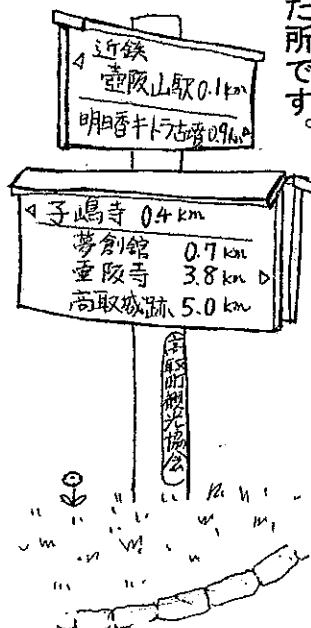 た所です。
◁ 近鉄
壺阪山駅 0.1km
明日香キトラ古墳 0.9km ▷
◁ 子嶋寺 0.4km
夢創館 0.7km
壷阪寺 3.8km ▷
高取城跡 5.0km
高取町観光協会